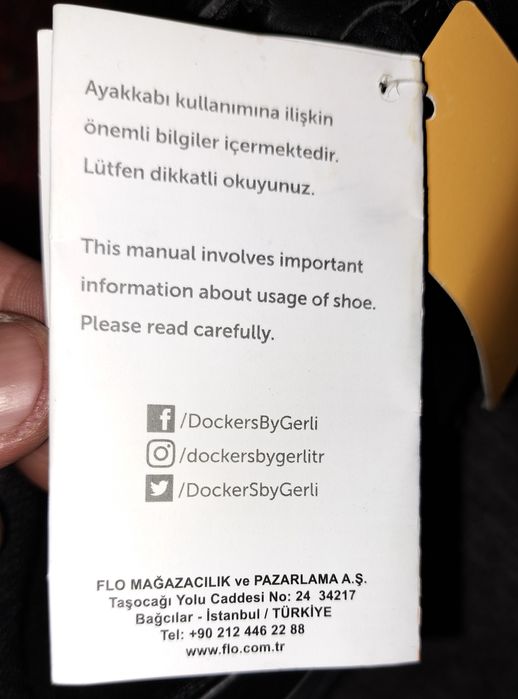 Ayakkabı kullanımına ilişkin
önemli bilgiler içermektedir.
Lütfen dikkatli okuyunuz.
This manual involves important
information about usage of shoe.
Please read carefully.
f /DockersByGerli
/dockersbygerlitr
/DockerSbyGerli
FLO MAĞAZACILIK ve PAZARLAMA A.Ş.
Taşocağı Yolu Caddesi No: 24 34217
Bağcılar - İstanbul / TÜRKİYE
Tel: +90 212 446 22 88
www.flo.com.tr